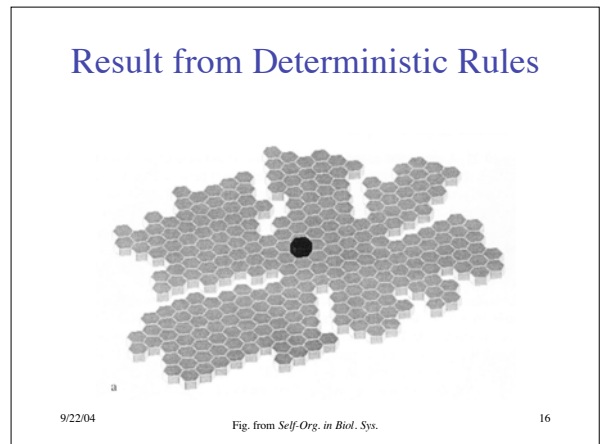 Result from Deterministic Rules
a
9/22/04
Fig. from Self-Org. in Biol. Sys.
16